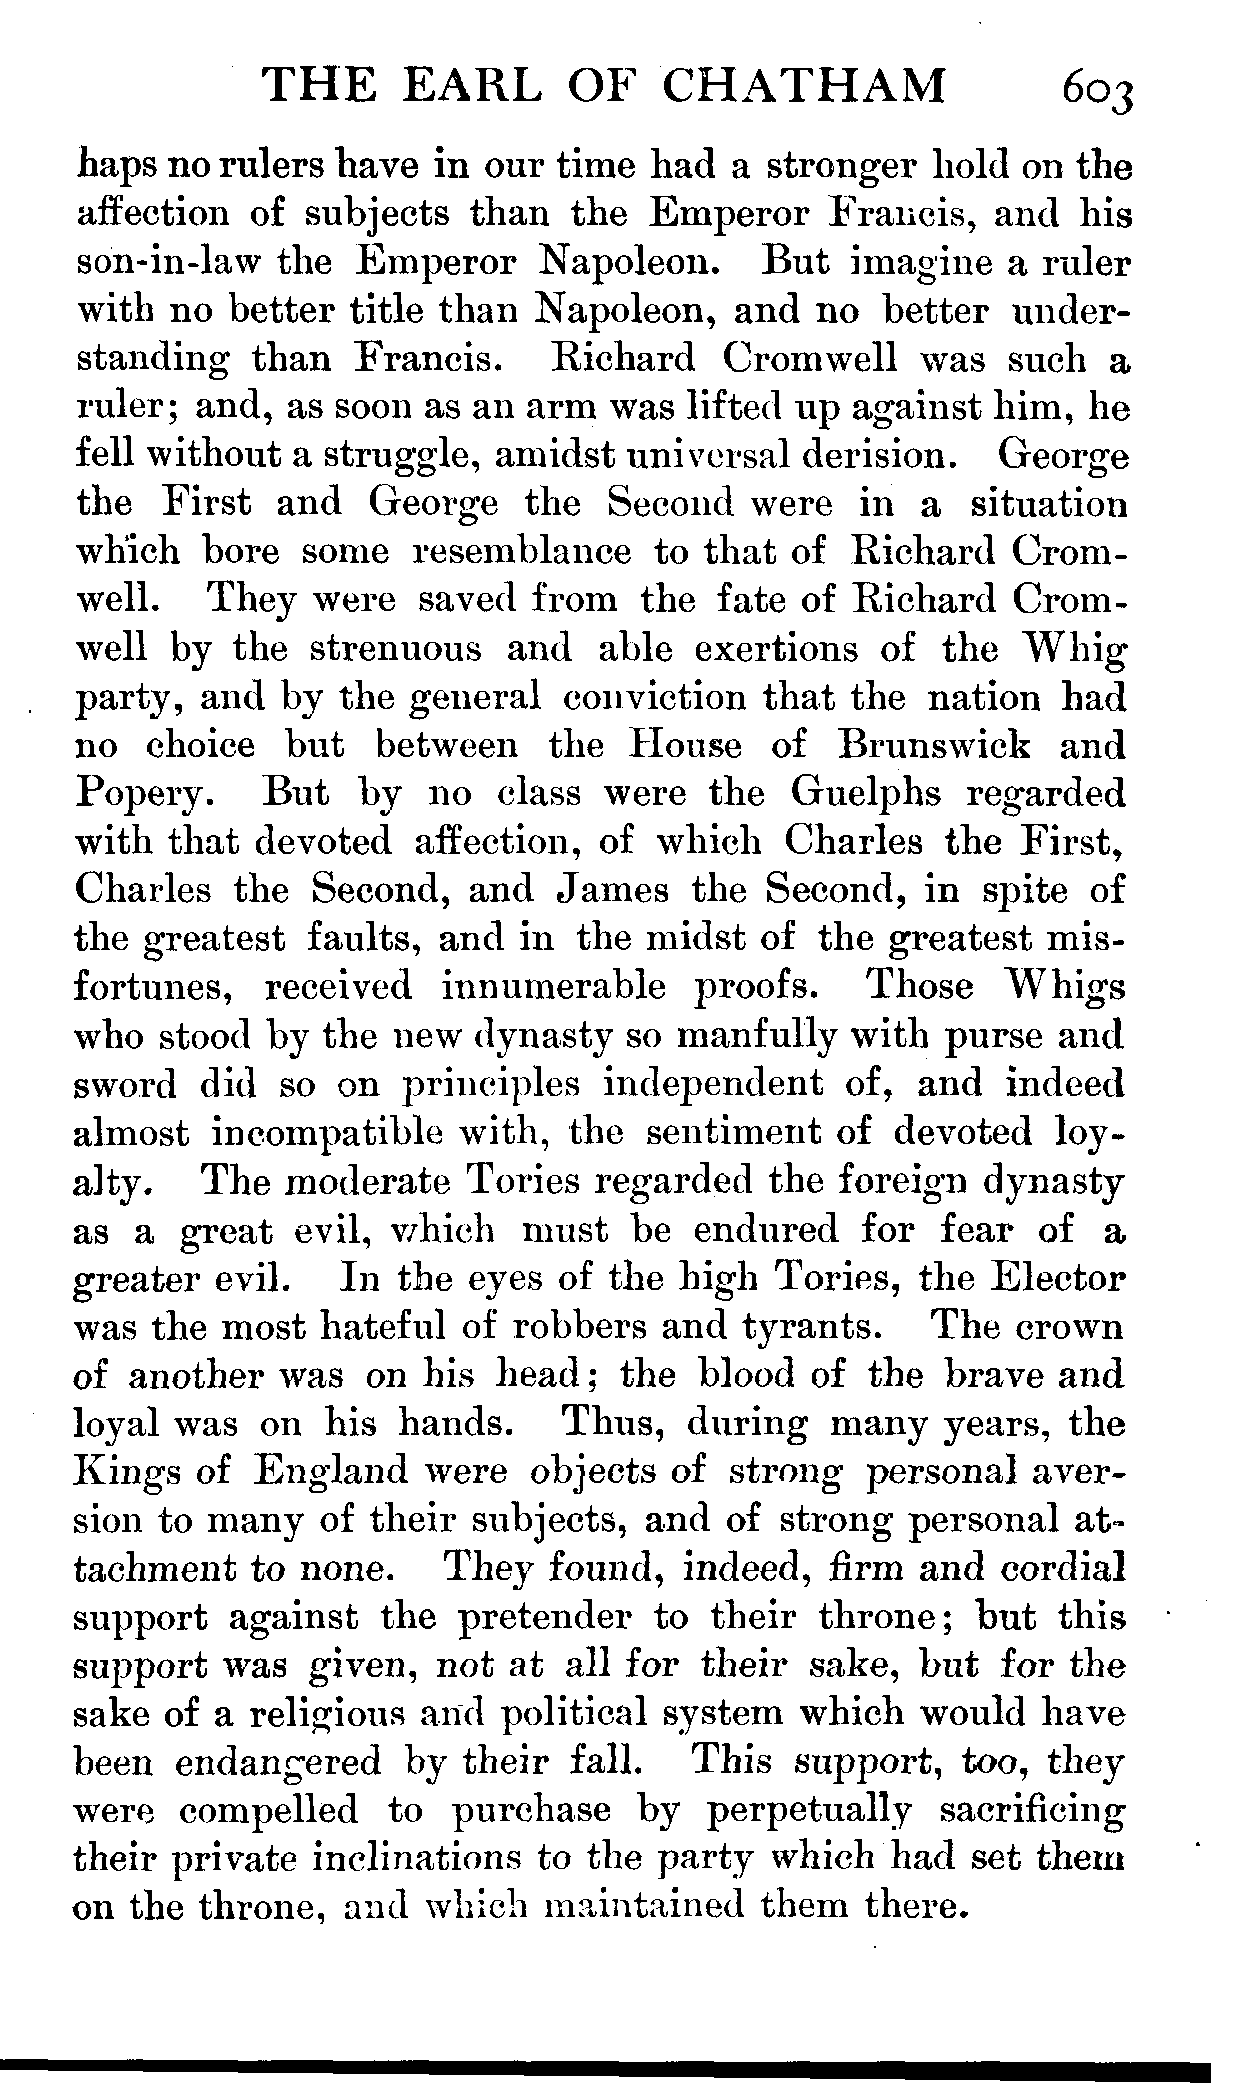 THE EARL OF CHATHAM 603
haps no rulers have in our time had a stronger hold on the
affection of subjects than the Emperor Francis, and his
son-in-law the Emperor Napoleon. But imagine a ruler
with no better title than Napoleon, and no better under-
standing than Francis. Richard Cromwell was such a
ruler; and, as soon as an arm was lifted up against him, he
fell without a struggle, amidst universal derision. George
the First and George the Second were in a situation
which bore some resemblance to that of Richard Crom-
well. They were saved from the fate of Richard Crom-
well by the strenuous and able exertions of the Whig
party, and by the general conviction that the nation had
no choice but between the House of Brunswick and
Popery. But by no class were the Guelphs regarded
with that devoted affection, of which Charles the First,
Charles the Second, and James the Second, in spite of
the greatest faults, and in the midst of the greatest mis-
fortunes, received innumerable proofs. Those Whigs
who stood by the new dynasty so manfully with purse and
sword did so on principles independent of, and indeed
almost incompatible with, the sentiment of devoted loy-
alty. The moderate Tories regarded the foreign dynasty
as a great evil, which must be endured for fear of a
greater evil. In the eyes of the high Tories, the Elector
was the most hateful of robbers and tyrants. The crown
of another was on his head; the blood of the brave and
loyal was on his hands. Thus, during many years, the
Kings of England were objects of strong personal aver-
sion to many of their subjects, and of strong personal at-
tachment to none. They found, indeed, firm and cordial
support against the pretender to their throne; but this
support was given, not at all for their sake, but for the
sake of a religious and political system which would have
been endangered by their fall. This support, too, they
were compelled to purchase by perpetually sacrificing
their private inclinations to the party which had set them
on the throne, and which maintained them there.